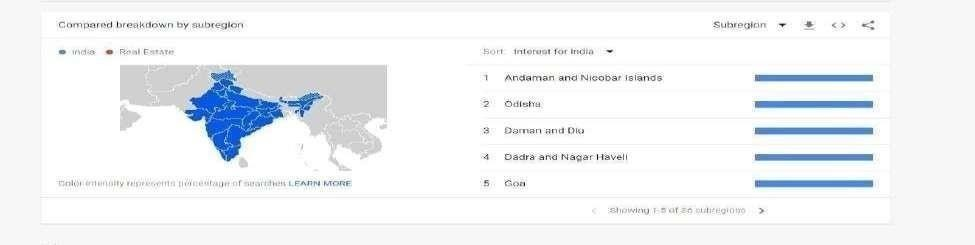 Compared breakdown by subregion
Subregion
India Real Estate
Sort: Interest for India
1 Andaman and Nicobar Islands
2 Odisha
3 Daman and Diu
4 Dadra and Nagar Haveli
5 Goa
Color intensity represents percentage of searches LEARN MORE
Showing 1-5 of 36 subregions